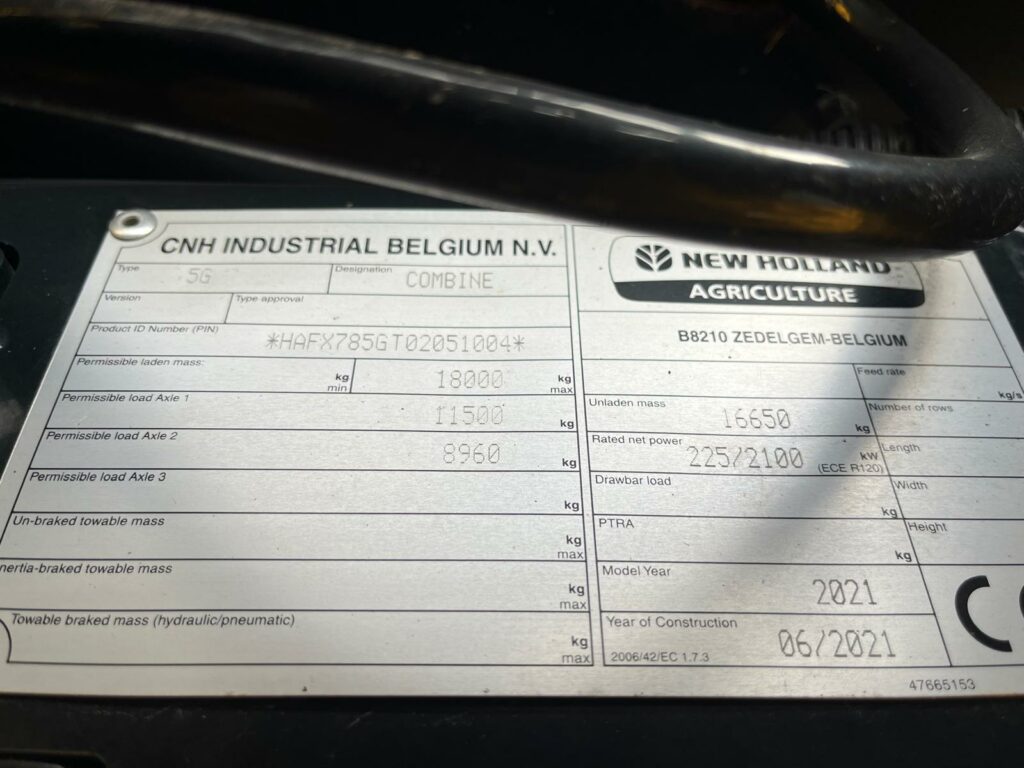 CNH INDUSTRIAL BELGIUM N.V.
Type 5G Designation COMBINE
Version Type approval
Product ID Number (PIN)
*HAFX785GT02051004*
Permissible laden mass: kg min 18000 kg max
Permissible load Axle 1 11500 kg
Permissible load Axle 2 8960 kg
Permissible load Axle 3 kg
Un-braked towable mass kg max
nertia-braked towable mass kg max
Towable braked mass (hydraulic/pneumatic) kg max
NEW HOLLAND
AGRICULTURE
B8210 ZEDELGEM-BELGIUM
Feed rate kg/s
Unladen mass 16650 kg
Number of rows
Rated net power 225/2100 kW (ECE R120)
Length
Drawbar load kg
Width
PTRA kg
Height
Model Year 2021
Year of Construction 06/2021
2006/42/EC 1.7.3
CE
47665153